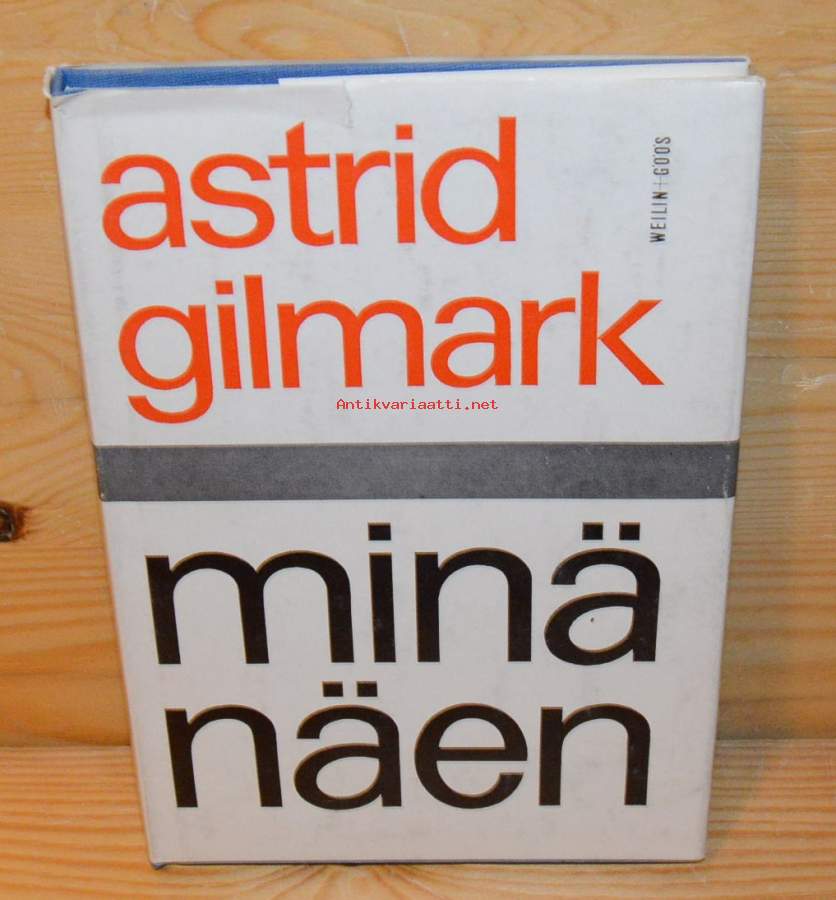 astrid
gilmark
WEILIN+GÖÖS
Antikvariaatti.net
minä
näen